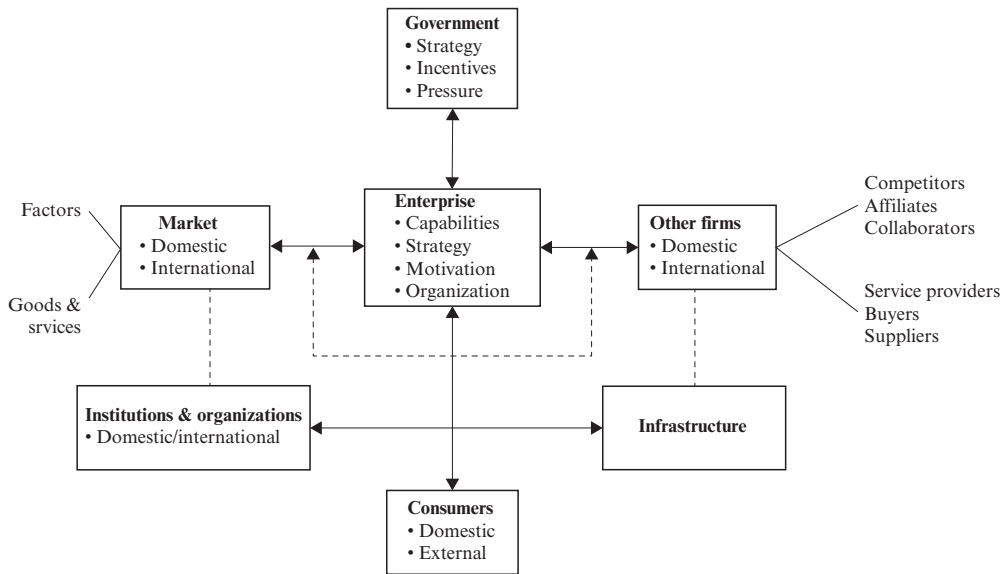 Government
• Strategy
• Incentives
• Pressure
Factors
Goods &
srvices
Market
• Domestic
• International
Enterprise
• Capabilities
• Strategy
• Motivation
• Organization
Other firms
• Domestic
• International
Competitors
Affiliates
Collaborators
Service providers
Buyers
Suppliers
Institutions & organizations
• Domestic/international
Infrastructure
Consumers
• Domestic
• External